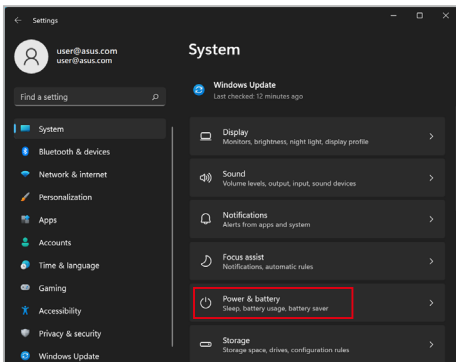 Settings
user@asus.com
user@asus.com
Find a setting
System
Bluetooth & devices
Network & internet
Personalization
Apps
Accounts
Time & language
Gaming
Accessibility
Privacy & security
Windows Update
System
Windows Update
Last checked: 12 minutes ago
Display
Monitors, brightness, night light, display profile
Sound
Volume levels, output, input, sound devices
Notifications
Alerts from apps and system
Focus assist
Notifications, automatic rules
Power & battery
Sleep, battery usage, battery saver
Storage
Storage space, drives, configuration rules